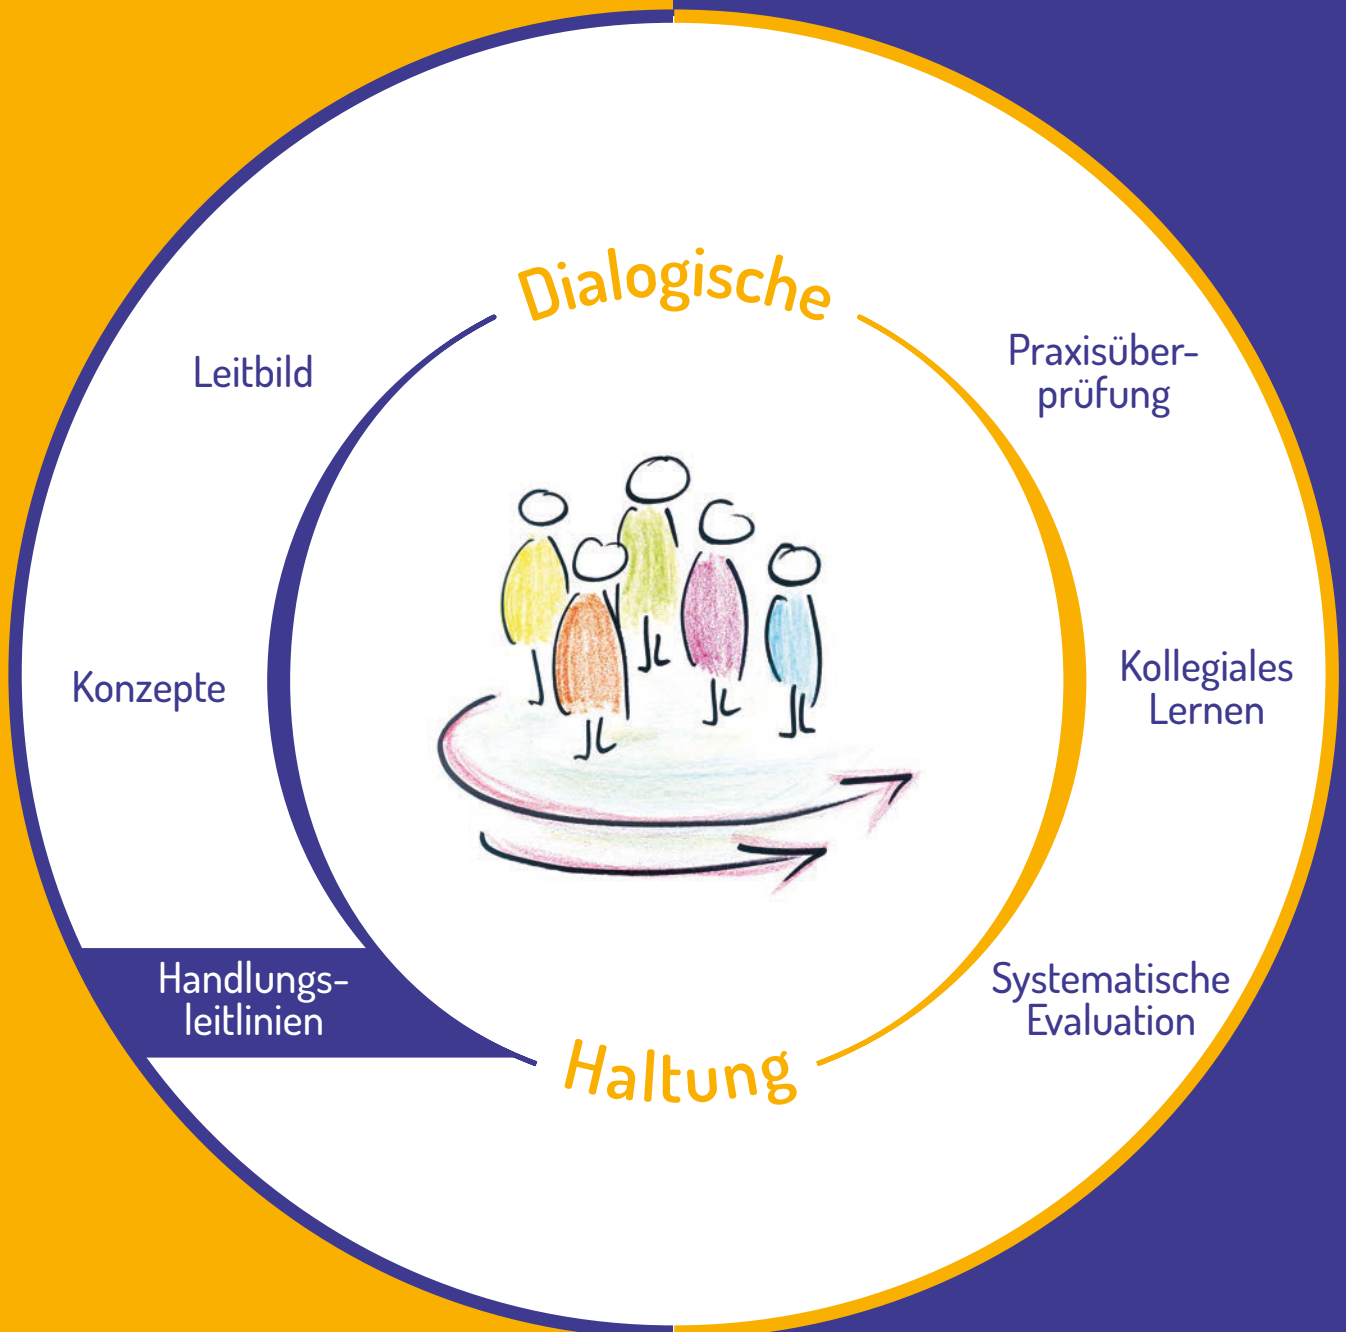 Dialogische
Leitbild
Praxisüber-
prüfung
Konzepte
Kollegiales
Lernen
Handlungs-
leitlinien
Systematische
Evaluation
Haltung